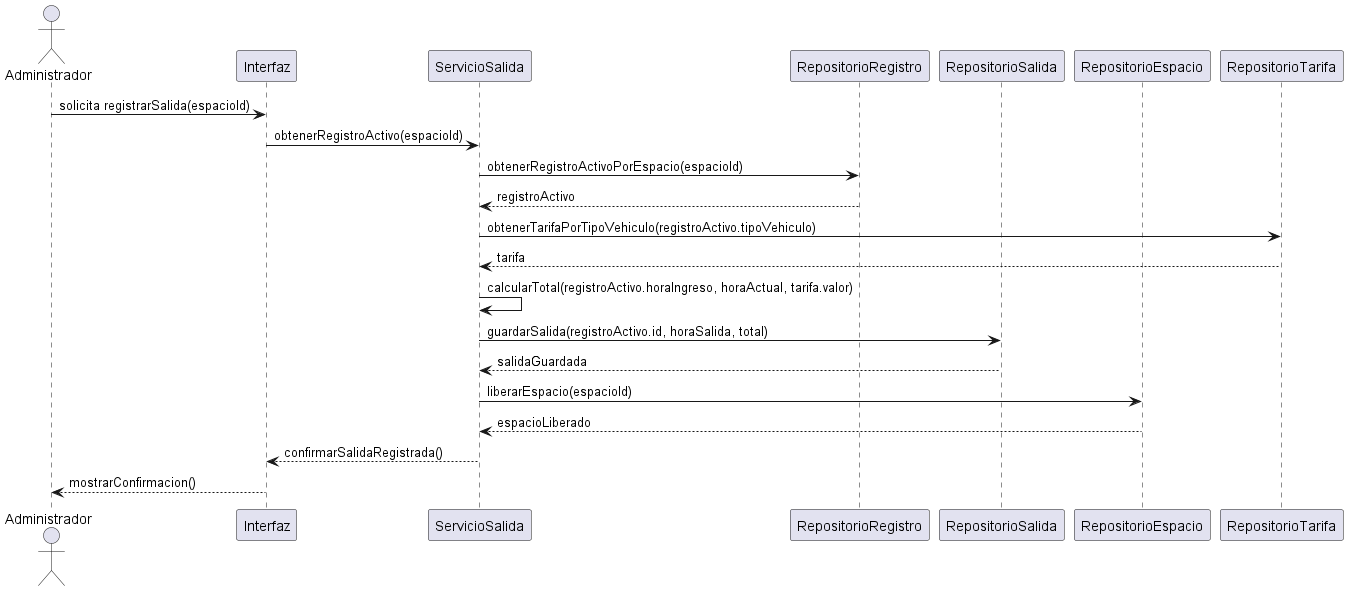 Administrador
Interfaz
ServicioSalida
RepositorioRegistro
RepositorioSalida
RepositorioEspacio
RepositorioTarifa
solicita registrarSalida(espacioId)
obtenerRegistroActivo(espacioId)
obtenerRegistroActivoPorEspacio(espacioId)
registroActivo
obtenerTarifaPorTipoVehiculo(registroActivo.tipoVehiculo)
tarifa
calcularTotal(registroActivo.horaIngreso, horaActual, tarifa.valor)
guardarSalida(registroActivo.id, horaSalida, total)
salidaGuardada
liberarEspacio(espacioId)
espacioLiberado
confirmarSalidaRegistrada()
mostrarConfirmacion()
Administrador
Interfaz
ServicioSalida
RepositorioRegistro
RepositorioSalida
RepositorioEspacio
RepositorioTarifa